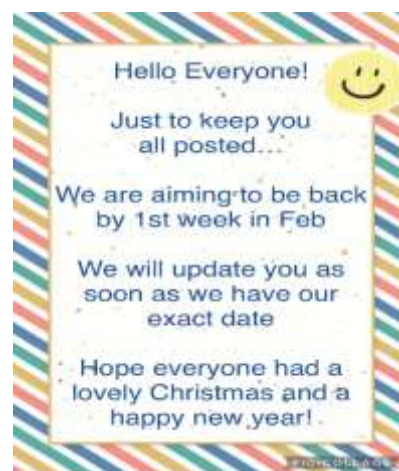 Hello Everyone!
Just to keep you
all posted...
We are aiming to be back
by 1st week in Feb
We will update you as
soon as we have our
exact date
Hope everyone had a
lovely Christmas and a
happy new year!